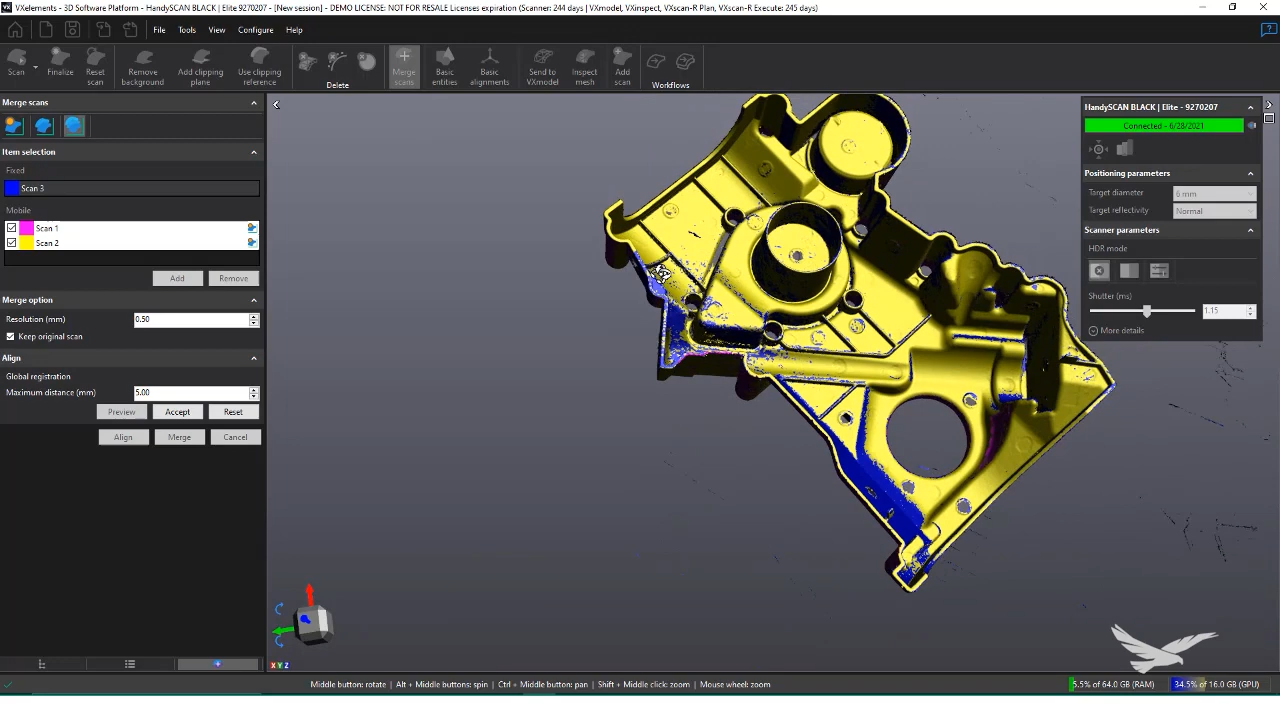 VXelements - 3D Software Platform - HandySCAN BLACK | Elite 9270207 - [New session] - DEMO LICENSE: NOT FOR RESALE Licenses expiration (Scanner: 244 days | VXmodel, VXinspect, VXscan-R Plan, VXscan-R Execute: 245 days)
File Tools View Configure Help
Scan Finalize Reset scan Remove background Add clipping plane Use clipping reference Delete Merge scans Basic entities Basic alignments Send to VXmodel Inspect mesh Add scan Workflows
Merge scans
Item selection
Fixed
Scan 3
Mobile
Scan 1
Scan 2
Add Remove
Merge option
Resolution (mm) 0.50
Keep original scan
Align
Global registration
Maximum distance (mm) 5.00
Preview Accept Reset
Align Merge Cancel
HandySCAN BLACK | Elite - 9270207
Connected - 6/28/2021
Positioning parameters
Target diameter 6 mm
Target reflectivity Normal
Scanner parameters
HDR mode
Shutter (ms) 1.15
More details
X Y Z
Middle button: rotate | Alt + Middle buttons: spin | Ctrl + Middle button: pan | Shift + Middle click: zoom | Mouse wheel: zoom
5.5% of 64.0 GB (RAM) 34.5% of 16.0 GB (GPU)